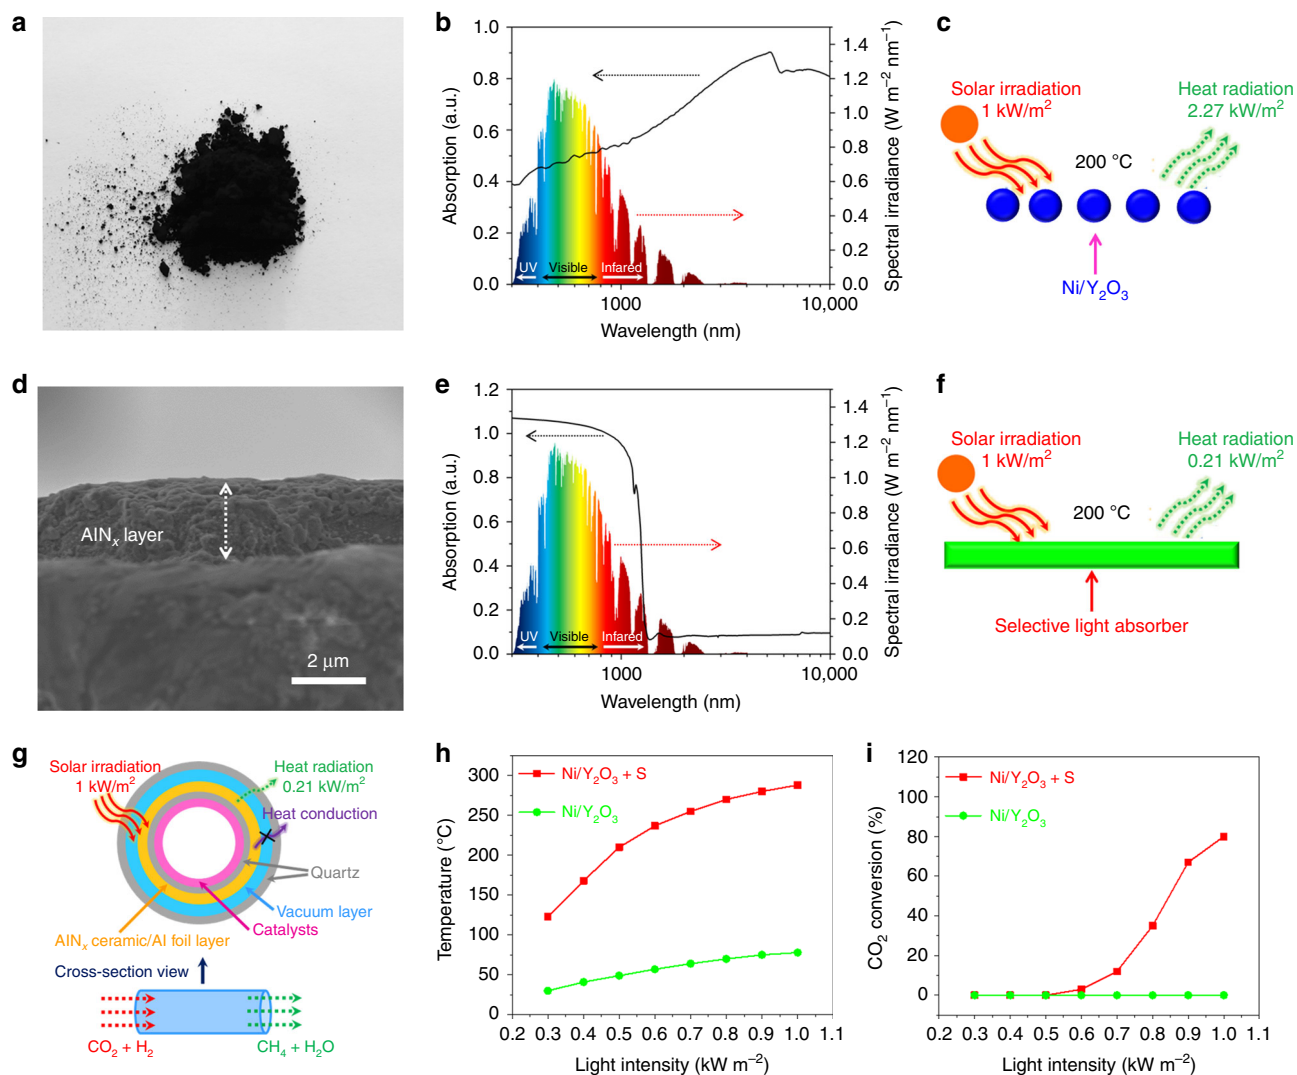 a
b
1.0
0.8
0.6
0.4
0.2
0.0
Absorption (a.u.)
1.4
1.2
1.0
0.8
0.6
0.4
0.2
0.0
Spectral irradiance (W m⁻² nm⁻¹)
UV
Visible
Infared
1000
10,000
Wavelength (nm)
c
Solar irradiation
1 kW/m²
Heat radiation
2.27 kW/m²
200 °C
Ni/Y₂O₃
d
AlNₓ layer
2 μm
e
1.2
1.0
0.8
0.6
0.4
0.2
0.0
Absorption (a.u.)
1.4
1.2
1.0
0.8
0.6
0.4
0.2
0.0
Spectral irradiance (W m⁻² nm⁻¹)
UV
Visible
Infared
1000
10,000
Wavelength (nm)
f
Solar irradiation
1 kW/m²
Heat radiation
0.21 kW/m²
200 °C
Selective light absorber
g
Solar irradiation
1 kW/m²
Heat radiation
0.21 kW/m²
Heat conduction
Quartz
Vacuum layer
Catalysts
AlNₓ ceramic/Al foil layer
Cross-section view
CO₂ + H₂
CH₄ + H₂O
h
300
250
200
150
100
50
0
Temperature (°C)
Ni/Y₂O₃ + S
Ni/Y₂O₃
0.2 0.3 0.4 0.5 0.6 0.7 0.8 0.9 1.0 1.1
Light intensity (kW m⁻²)
i
120
100
80
60
40
20
0
CO₂ conversion (%)
Ni/Y₂O₃ + S
Ni/Y₂O₃
0.2 0.3 0.4 0.5 0.6 0.7 0.8 0.9 1.0 1.1
Light intensity (kW m⁻²)